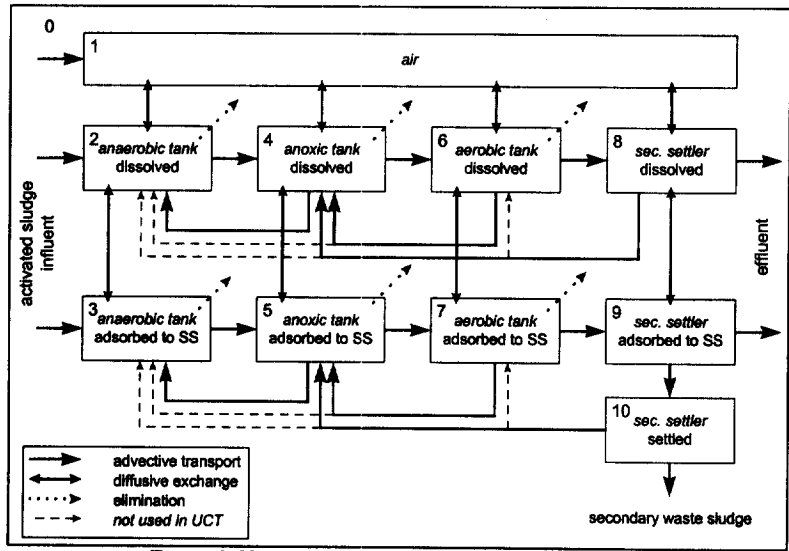 0
1
air
2
anaerobic tank
dissolved
4
anoxic tank
dissolved
6
aerobic tank
dissolved
8
sec. settler
dissolved
activated sludge
influent
effluent
3
anaerobic tank
adsorbed to SS
5
anoxic tank
adsorbed to SS
7
aerobic tank
adsorbed to SS
9
sec. settler
adsorbed to SS
10
sec. settler
settled
advective transport
diffusive exchange
elimination
not used in UCT
secondary waste sludge